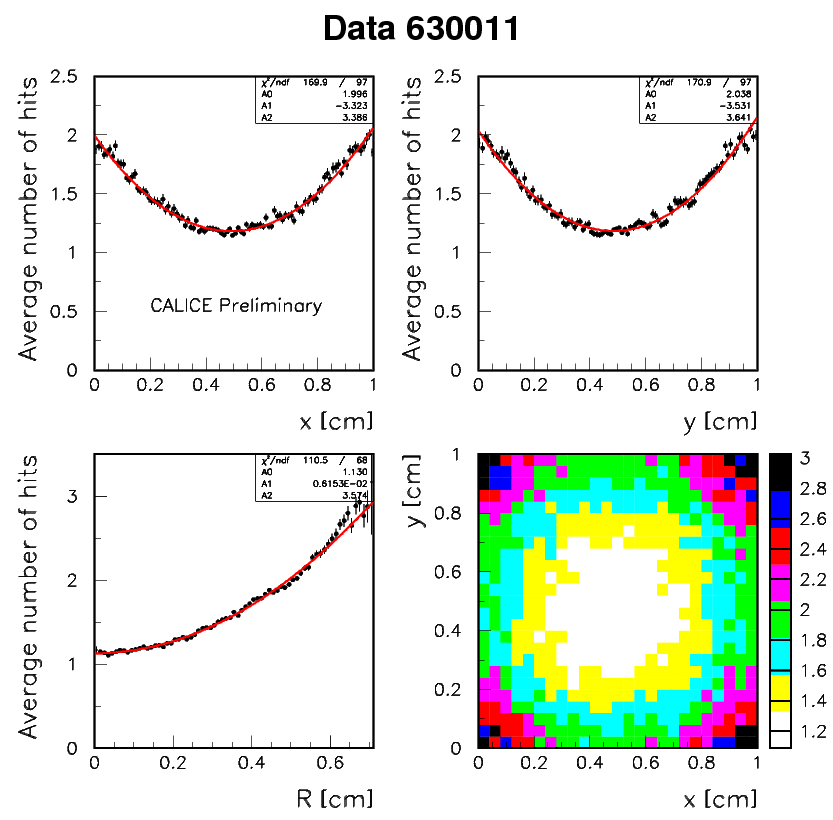 Data 630011
Average number of hits
2.5
2
1.5
1
0.5
0
χ²/ndf 169.9 / 97
A0 1.996
A1 -3.323
A2 3.386
CALICE Preliminary
0 0.2 0.4 0.6 0.8 1
x [cm]
Average number of hits
2.5
2
1.5
1
0.5
0
χ²/ndf 170.9 / 97
A0 2.038
A1 -3.531
A2 3.641
0 0.2 0.4 0.6 0.8 1
y [cm]
Average number of hits
3
2
1
0
χ²/ndf 110.5 / 68
A0 1.130
A1 0.6153E-02
A2 3.574
0 0.2 0.4 0.6
R [cm]
y [cm]
1
0.8
0.6
0.4
0.2
0
0 0.2 0.4 0.6 0.8 1
x [cm]
3
2.8
2.6
2.4
2.2
2
1.8
1.6
1.4
1.2